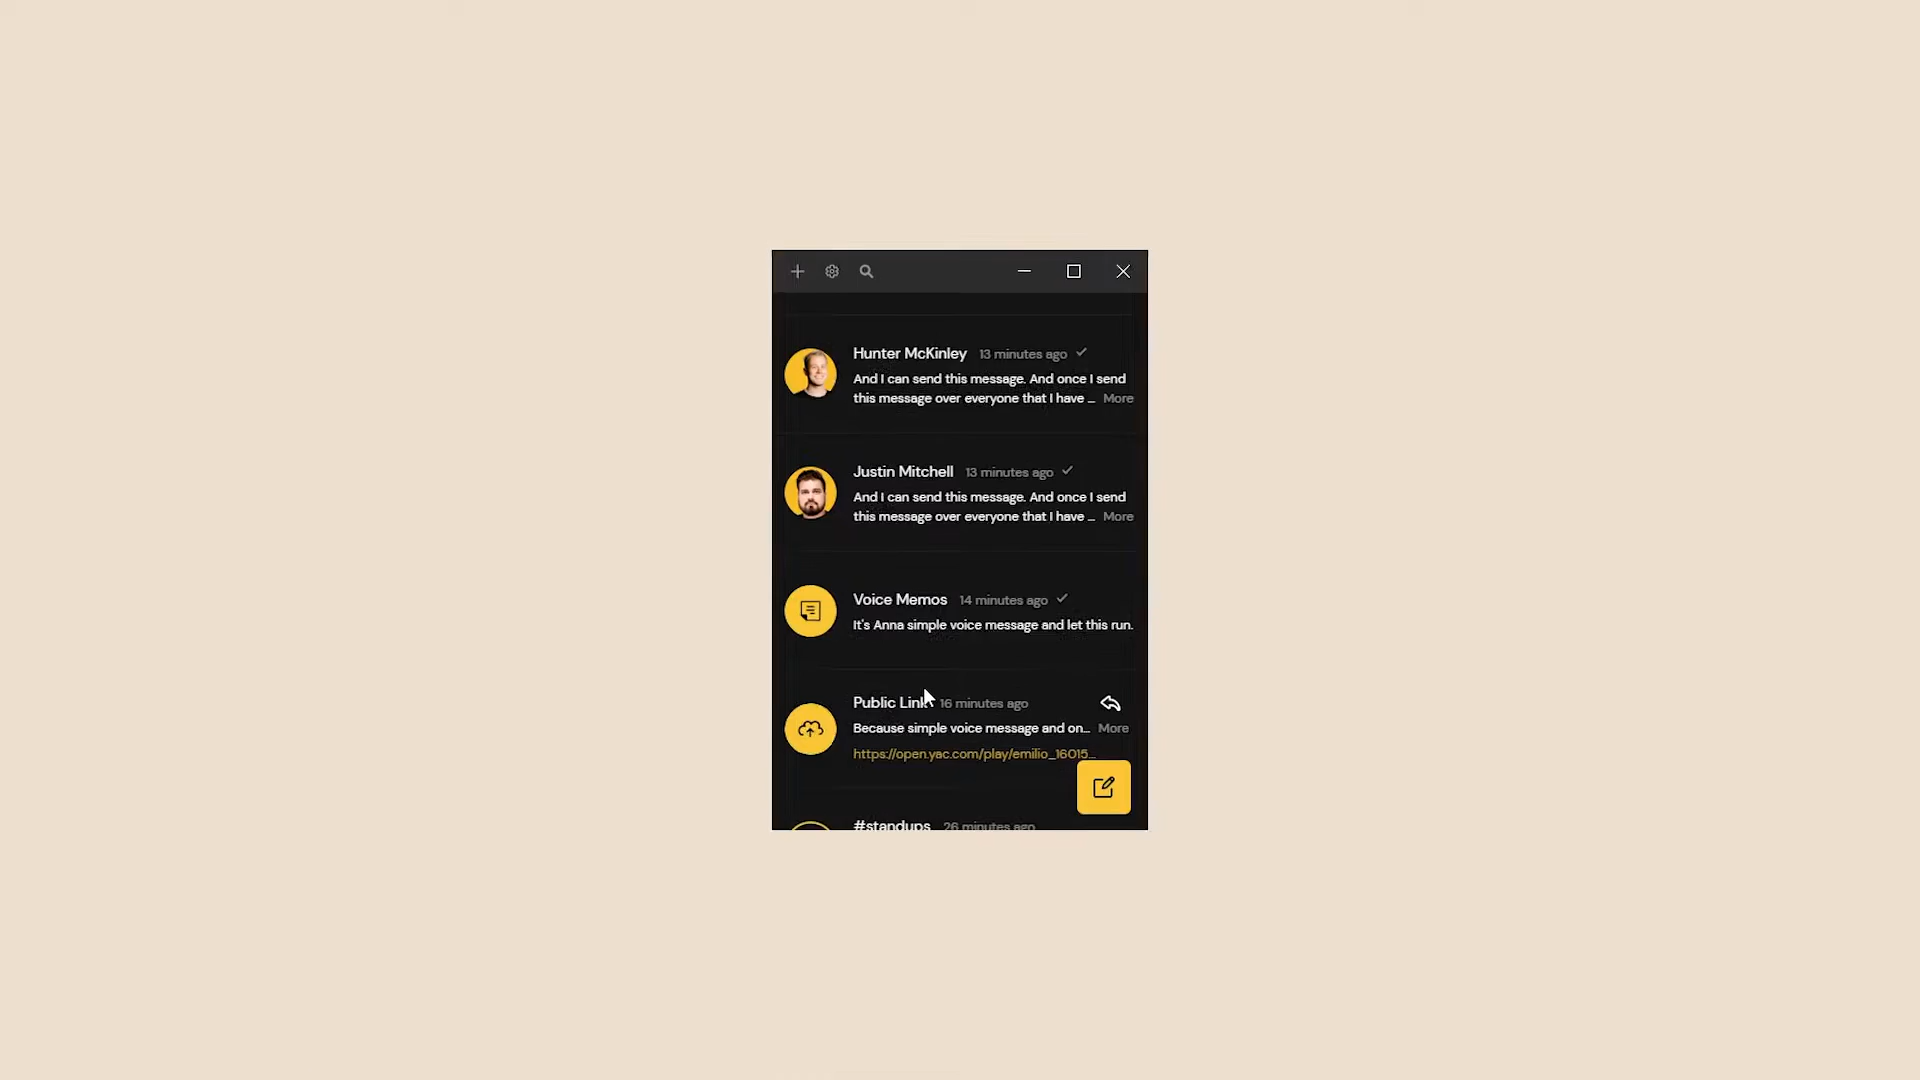 Hunter McKinley 13 minutes ago
And I can send this message. And once I send
this message over everyone that I have ... More
Justin Mitchell 13 minutes ago
And I can send this message. And once I send
this message over everyone that I have ... More
Voice Memos 14 minutes ago
It's Anna simple voice message and let this run.
Public Link 16 minutes ago
Because simple voice message and on... More
https://open.yac.com/play/emilio_16015...
#standups 26 minutes ago